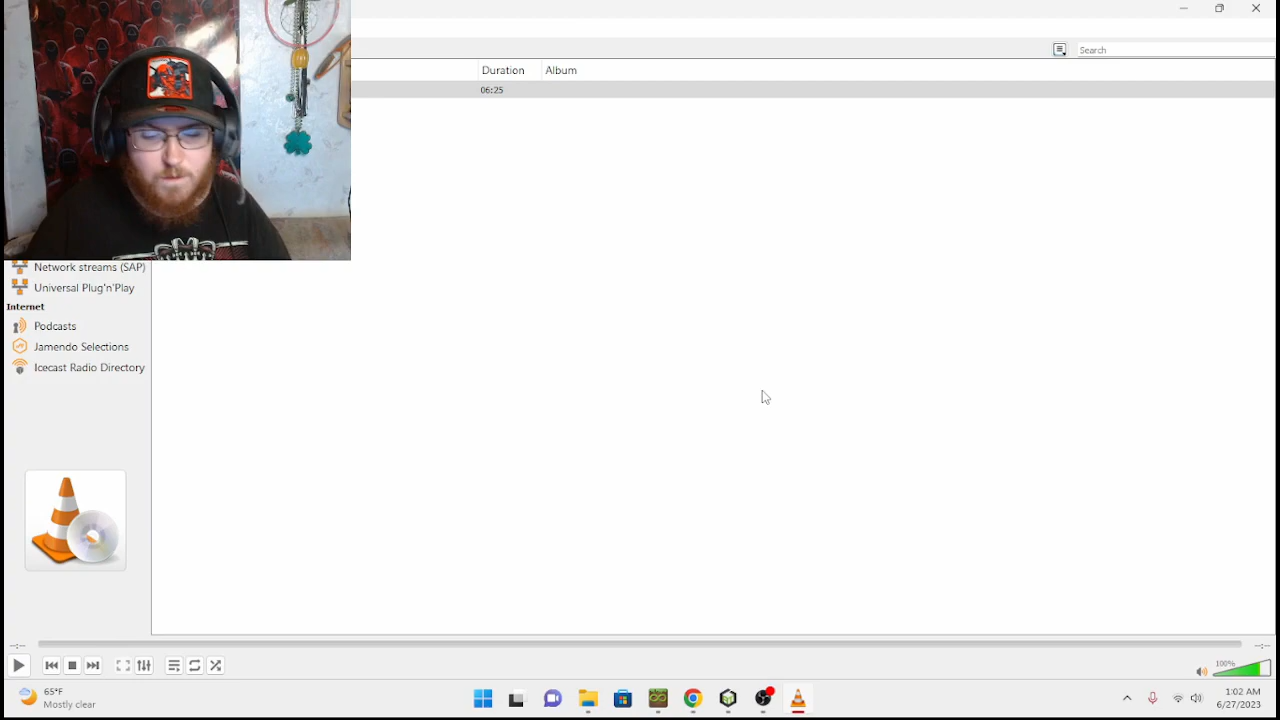 Search
Duration Album
06:25
Network streams (SAP)
Universal Plug'n'Play
Internet
Podcasts
Jamendo Selections
Icecast Radio Directory
--:--
--:--
100%
65°F
Mostly clear
1:02 AM
6/27/2023